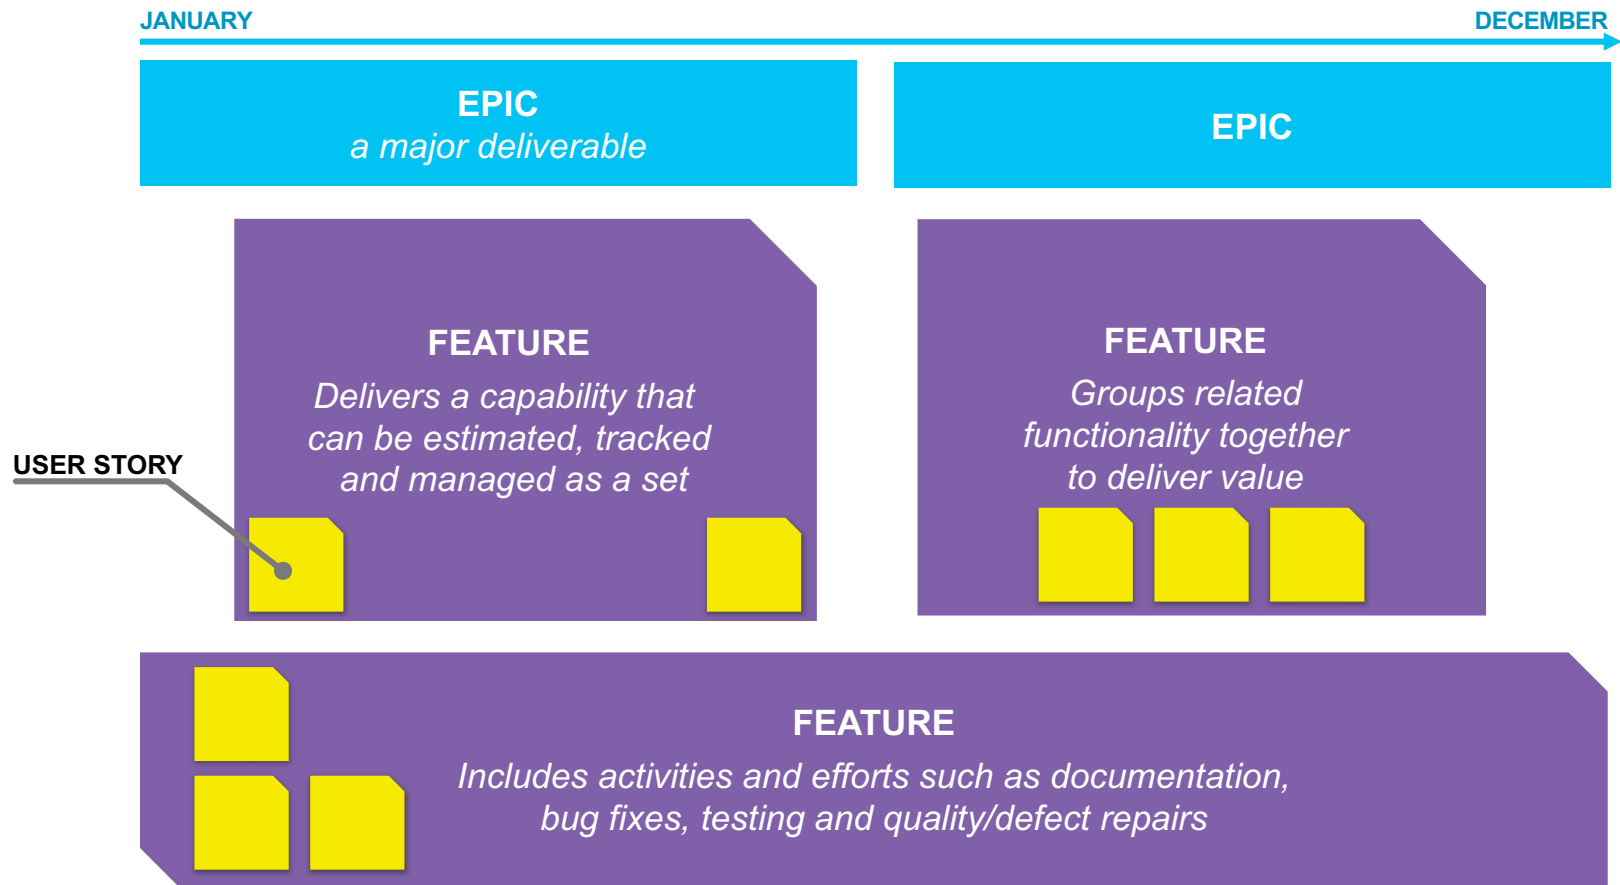 JANUARY
DECEMBER
EPIC
a major deliverable
EPIC
FEATURE
Delivers a capability that
can be estimated, tracked
and managed as a set
FEATURE
Groups related
functionality together
to deliver value
USER STORY
FEATURE
Includes activities and efforts such as documentation,
bug fixes, testing and quality/defect repairs